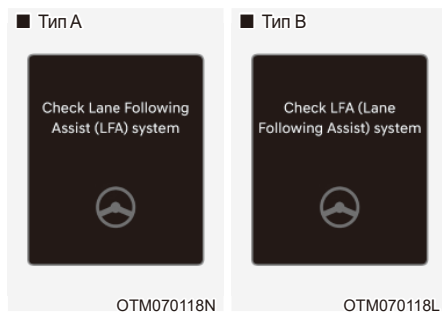 ■ Тип A
Check Lane Following
Assist (LFA) system
OTM070118N
■ Тип B
Check LFA (Lane
Following Assist) system
OTM070118L